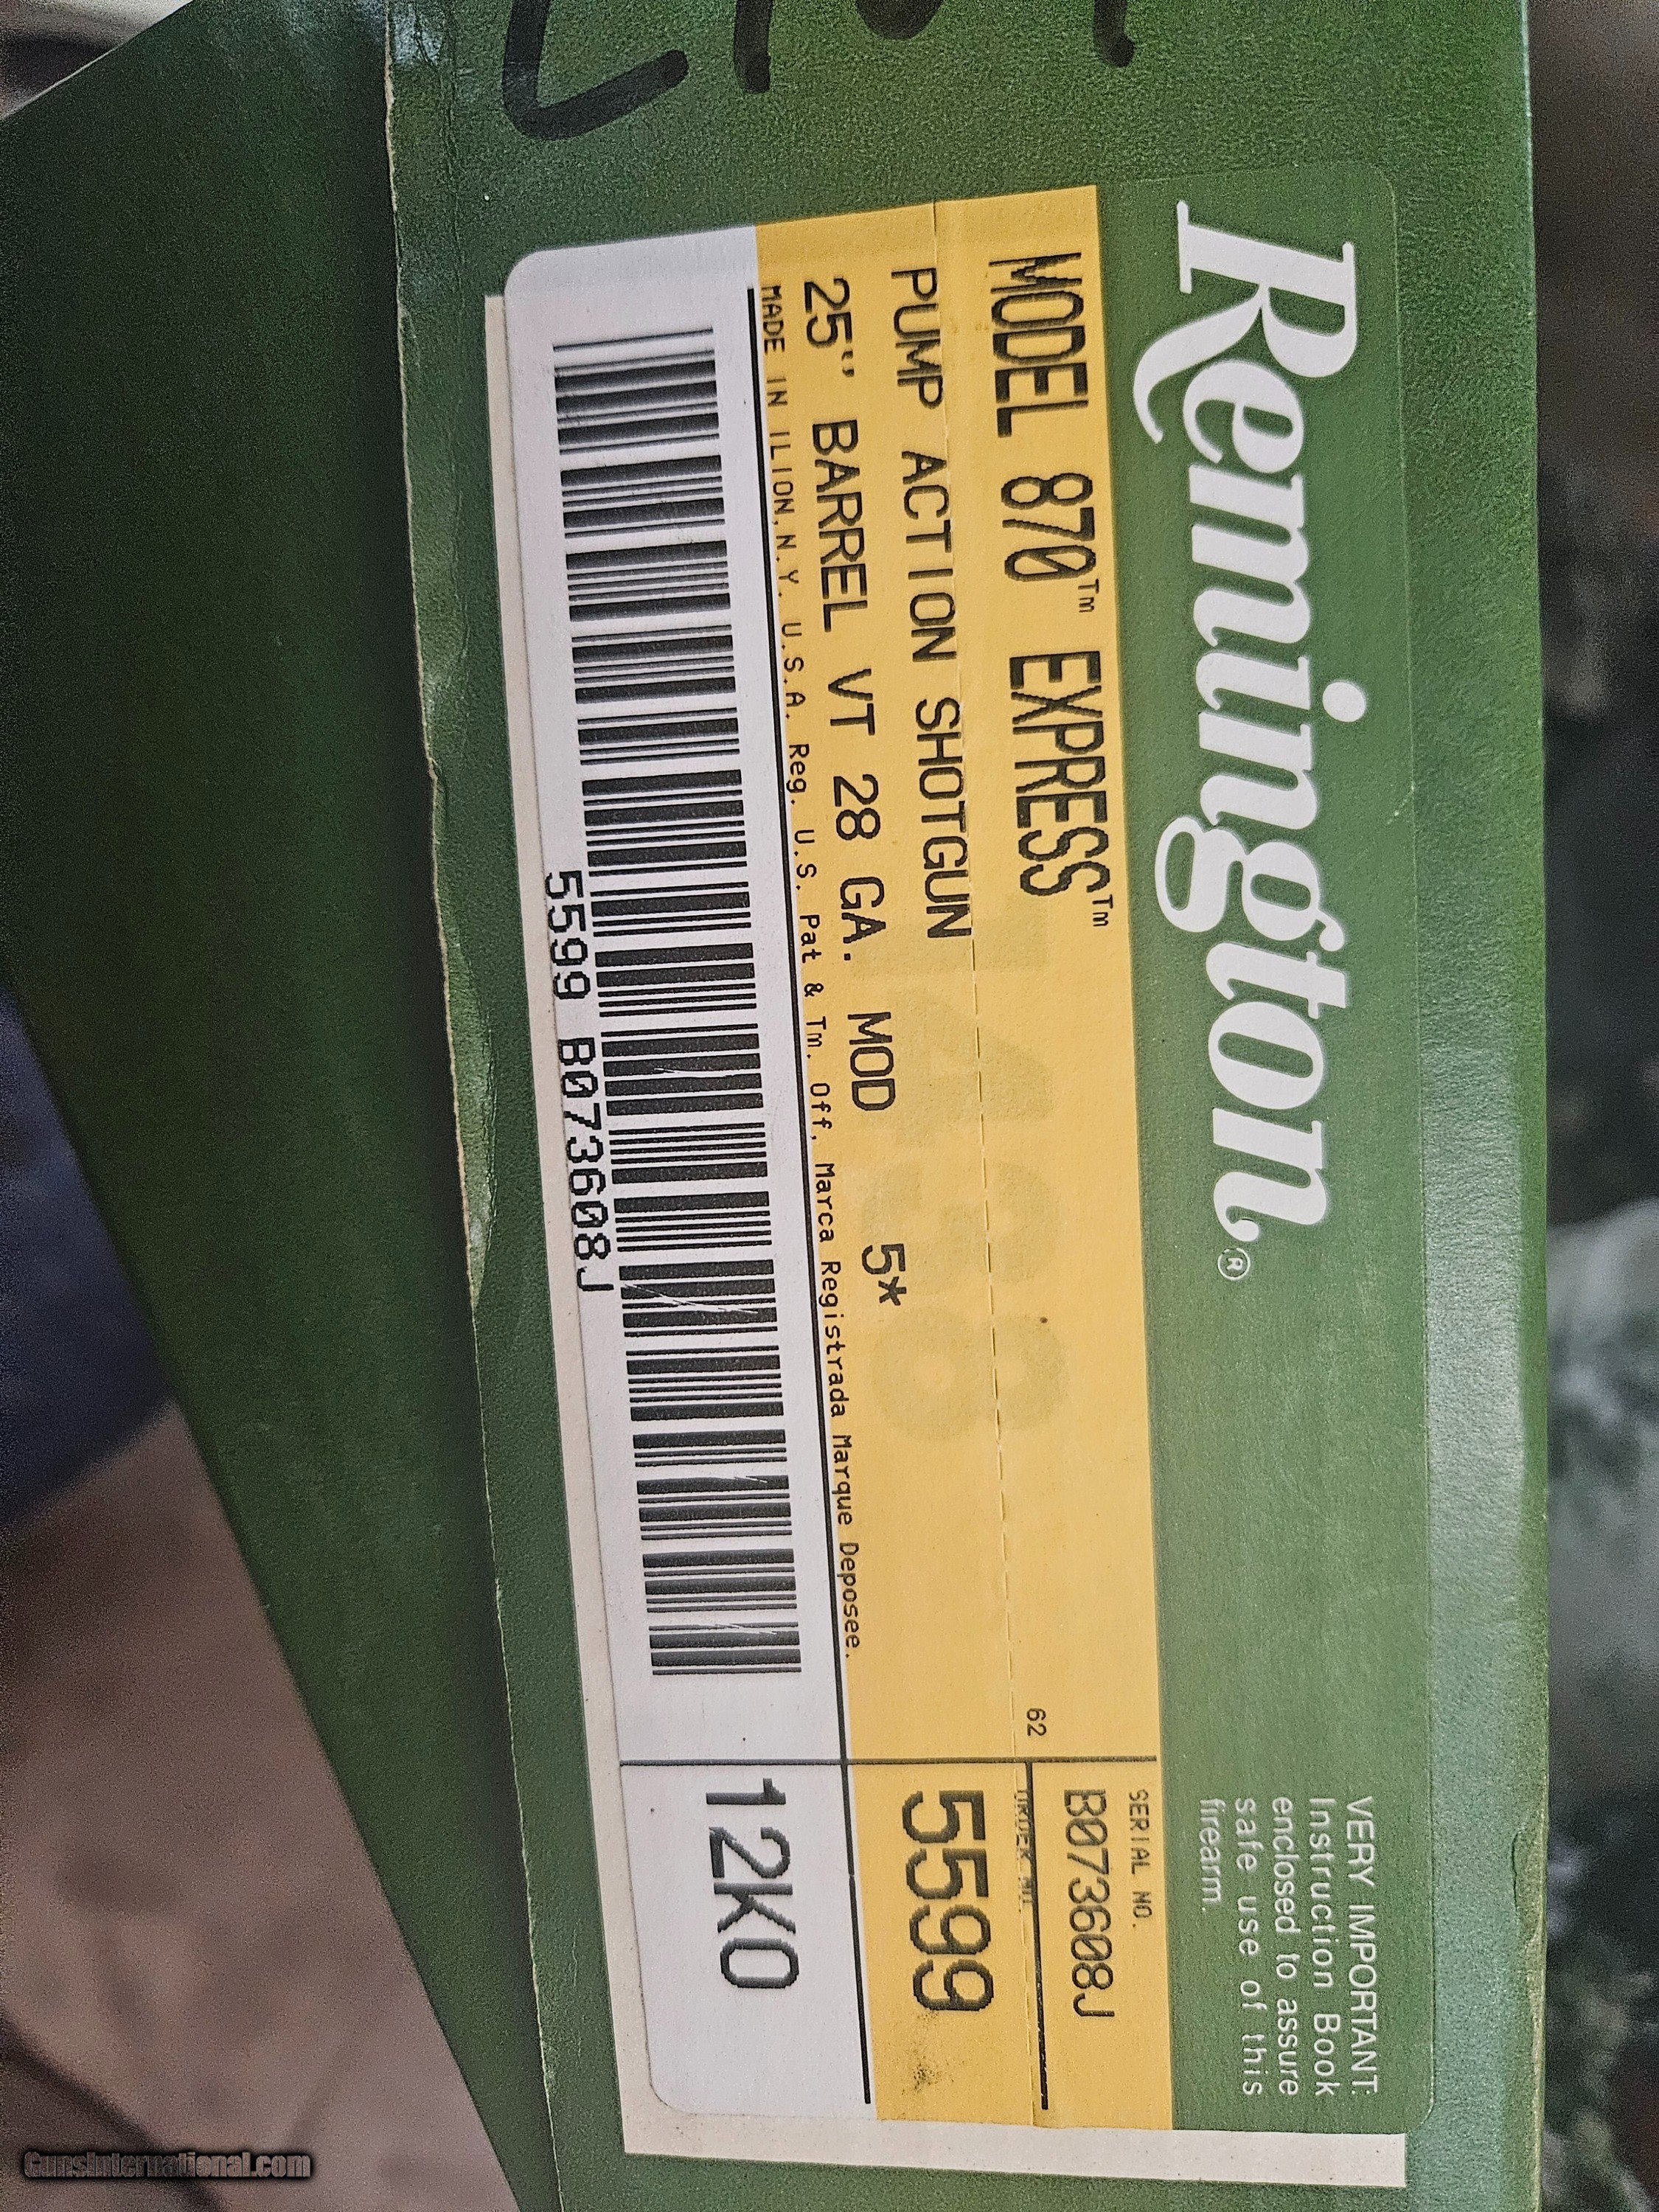 Remington®
VERY IMPORTANT:
Instruction Book
enclosed to assure
safe use of this
firearm.
MODEL 870™ EXPRESS™
PUMP ACTION SHOTGUN
25" BARREL VT 28 GA. MOD 5*
MADE IN ILION, N.Y. U.S.A. Reg. U.S. Pat & Tm. Off. Marca Registrada Marque Deposee.
62
SERIAL NO.
B073608J
ORDER NO.
5599
5599 B073608J
12K0
GunsInternational.com